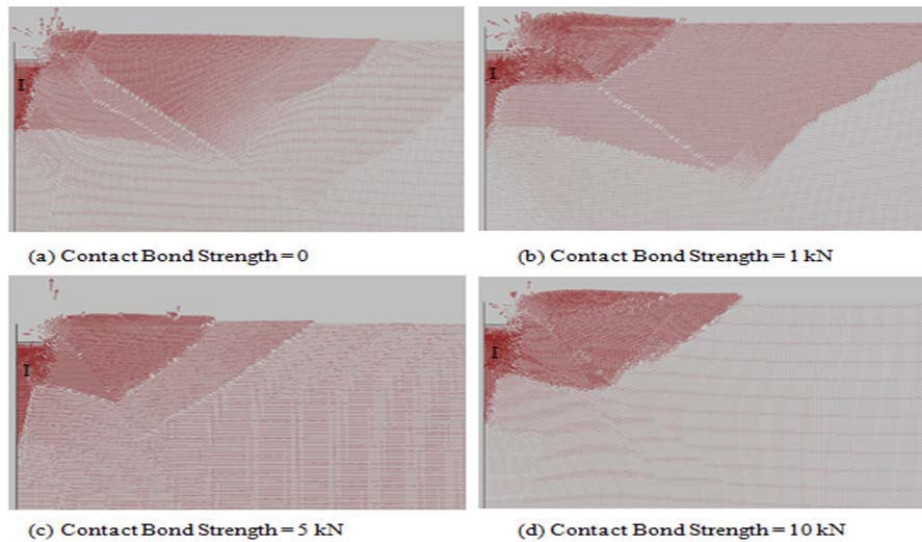 I
I
(a) Contact Bond Strength = 0
(b) Contact Bond Strength = 1 kN
I
I
(c) Contact Bond Strength = 5 kN
(d) Contact Bond Strength = 10 kN